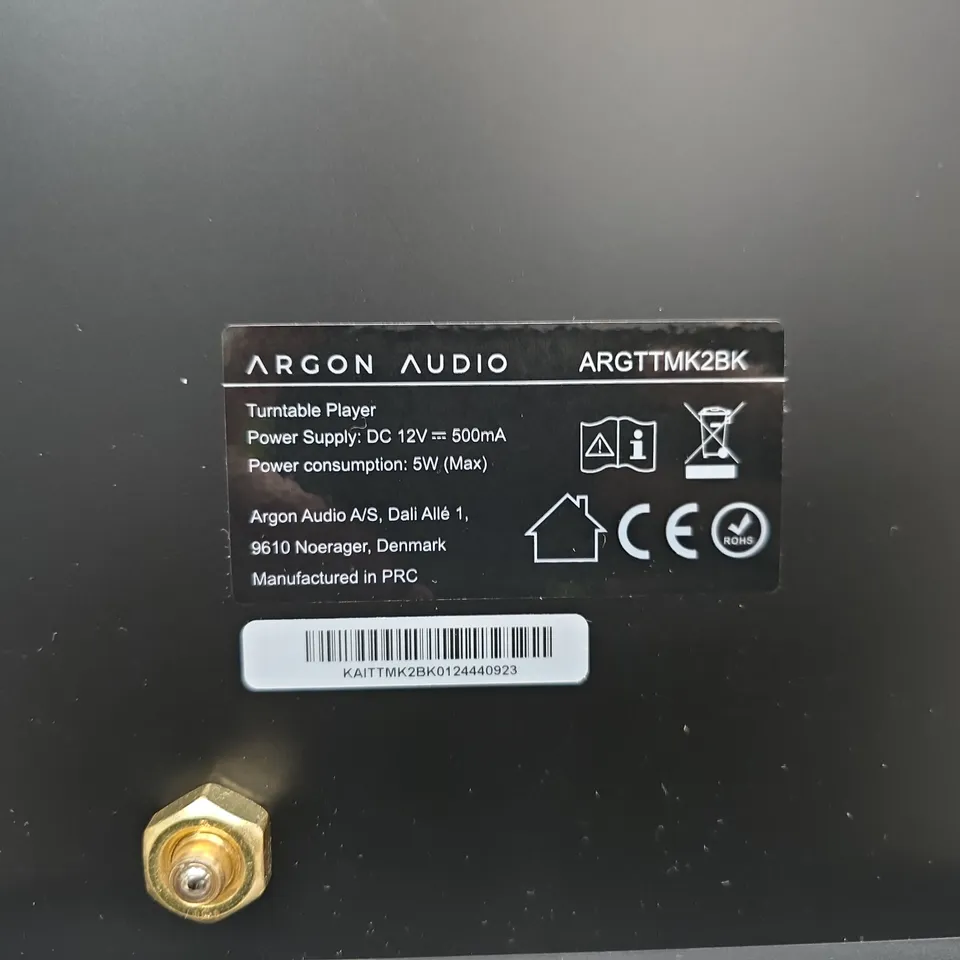 ARGON AUDIO ARGTTMK2BK
Turntable Player
Power Supply: DC 12V ⎓ 500mA
Power consumption: 5W (Max)
Argon Audio A/S, Dali Allé 1,
9610 Noerager, Denmark
Manufactured in PRC
i
CE
ROHS
KAITTMK2BK0124440923